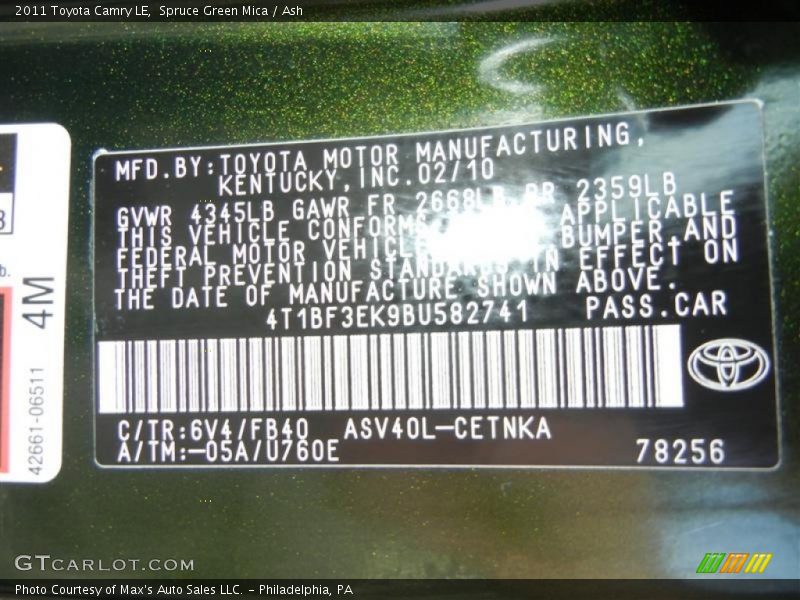 2011 Toyota Camry LE, Spruce Green Mica / Ash
MFD.BY:TOYOTA MOTOR MANUFACTURING,
KENTUCKY,INC.02/10
GVWR 4345LB GAWR FR 2668LB RR 2359LB
THIS VEHICLE CONFORMS APPLICABLE
FEDERAL MOTOR VEHICLE BUMPER AND
THEFT PREVENTION STANDARDS IN EFFECT ON
THE DATE OF MANUFACTURE SHOWN ABOVE.
4T1BF3EK9BU582741 PASS.CAR
C/TR:6V4/FB40 ASV40L-CETNKA
A/TM:-05A/U760E
78256
4M
42661-06511
GTCARLOT.COM
Photo Courtesy of Max's Auto Sales LLC. - Philadelphia, PA